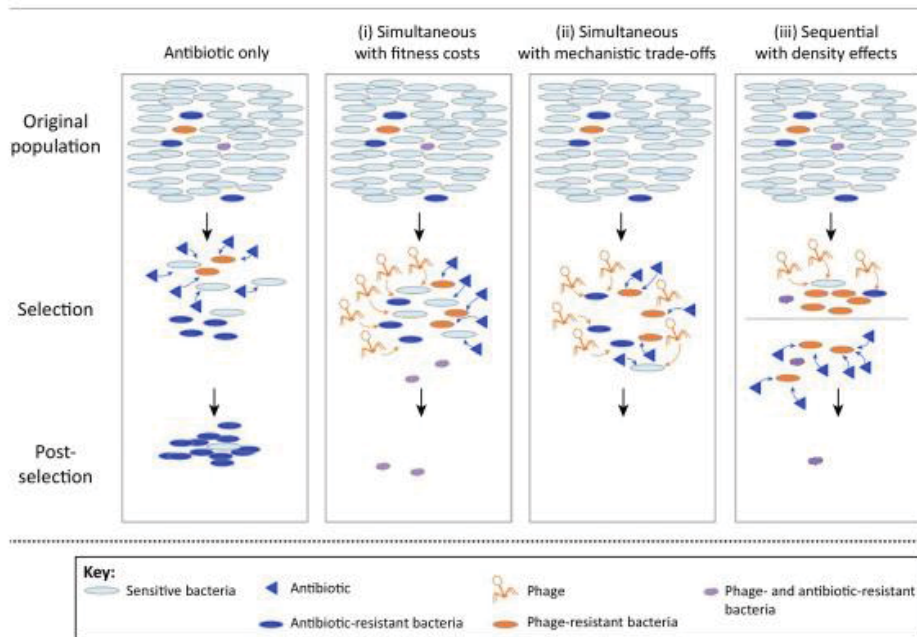 Antibiotic only
(i) Simultaneous
with fitness costs
(ii) Simultaneous
with mechanistic trade-offs
(iii) Sequential
with density effects
Original
population
Selection
Post-
selection
Key:
Sensitive bacteria
Antibiotic
Phage
Phage- and antibiotic-resistant
bacteria
Antibiotic-resistant bacteria
Phage-resistant bacteria